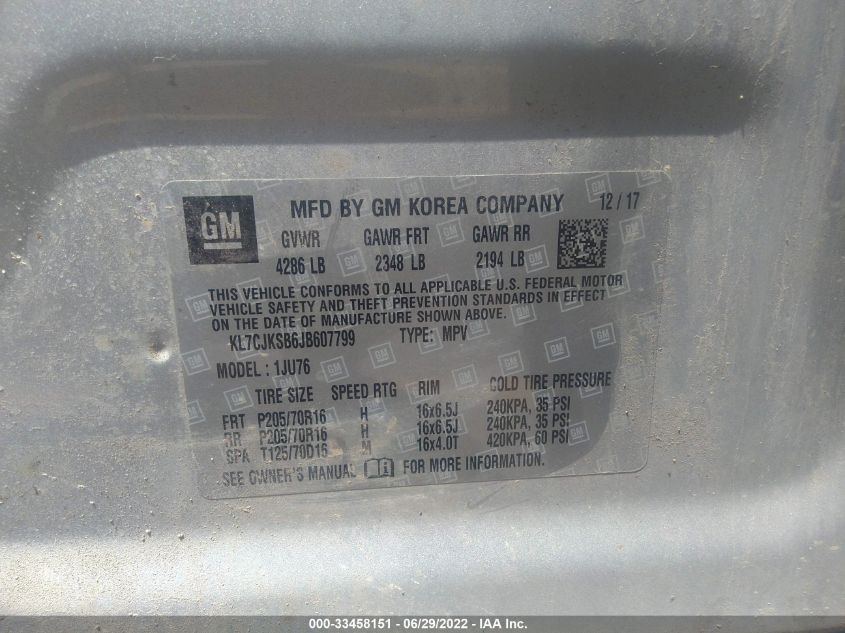 GM MFD BY GM KOREA COMPANY 12/17
GVWR GAWR FRT GAWR RR
4286 LB 2348 LB 2194 LB
THIS VEHICLE CONFORMS TO ALL APPLICABLE U.S. FEDERAL MOTOR
VEHICLE SAFETY AND THEFT PREVENTION STANDARDS IN EFFECT
ON THE DATE OF MANUFACTURE SHOWN ABOVE.
KL7CJKSB6JB607799 TYPE: MPV
MODEL: 1JU76
TIRE SIZE SPEED RTG RIM COLD TIRE PRESSURE
FRT P205/70R16 H 16x6.5J 240KPA, 35 PSI
RR P205/70R16 H 16x6.5J 240KPA, 35 PSI
SPA T125/70D16 M 16x4.0T 420KPA, 60 PSI
SEE OWNER'S MANUAL FOR MORE INFORMATION.
000-33458151 - 06/29/2022 - IAA Inc.